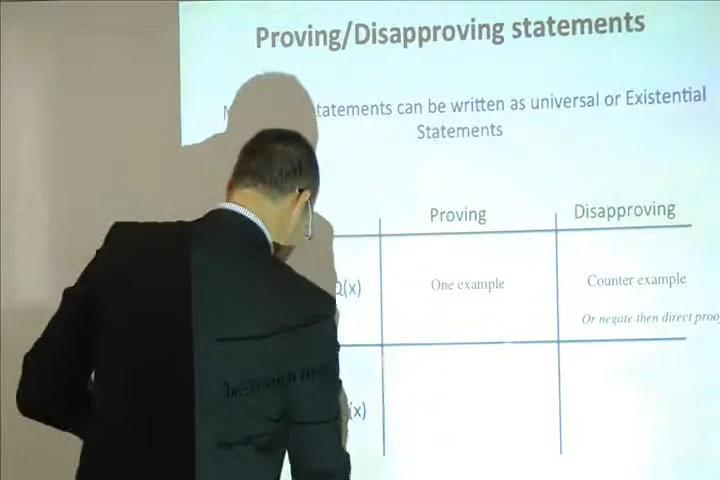 Proving/Disapproving statements
tatements can be written as universal or Existential
Statements
Proving Disapproving
Q(x) One example Counter example
Or negate then direct proo
(x)